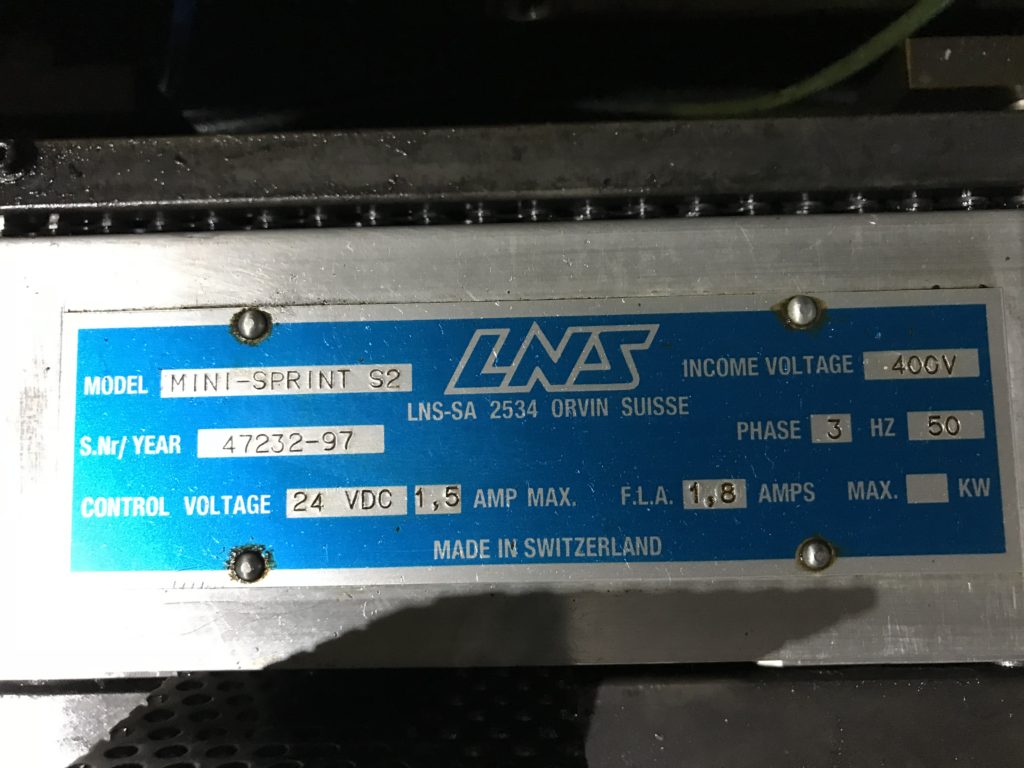 LNS
MODEL MINI-SPRINT S2
INCOME VOLTAGE 400V
LNS-SA 2534 ORVIN SUISSE
S.Nr/ YEAR 47232-97
PHASE 3 HZ 50
CONTROL VOLTAGE 24 VDC 1,5 AMP MAX. F.L.A. 1,8 AMPS MAX. KW
MADE IN SWITZERLAND